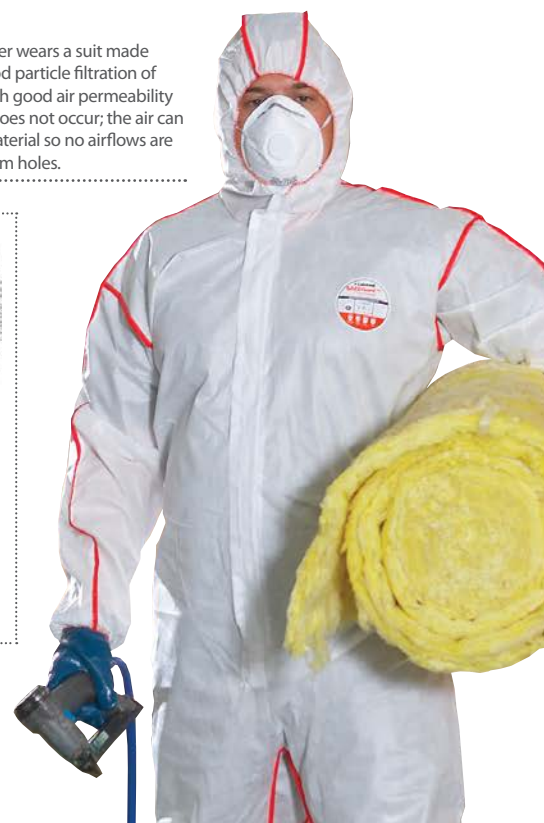 er wears a suit made
d particle filtration of
h good air permeability
oes not occur; the air can
aterial so no airflows are
m holes.